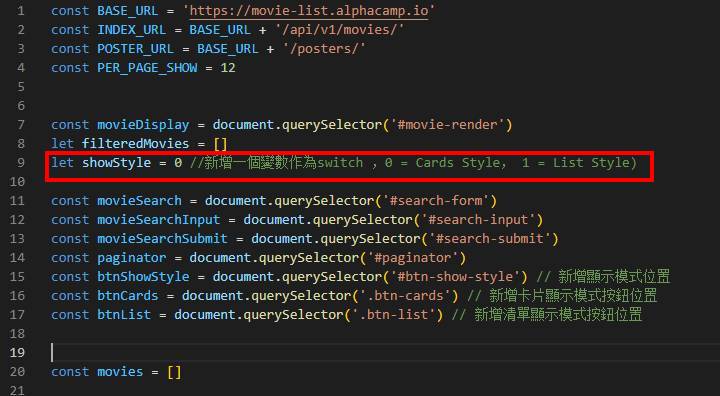 1 const BASE_URL = 'https://movie-list.alphacamp.io'
2 const INDEX_URL = BASE_URL + '/api/v1/movies/'
3 const POSTER_URL = BASE_URL + '/posters/'
4 const PER_PAGE_SHOW = 12
5
6
7 const movieDisplay = document.querySelector('#movie-render')
8 let filteredMovies = []
9 let showStyle = 0 //新增一個變數作為switch ，0 = Cards Style， 1 = List Style)
10
11 const movieSearch = document.querySelector('#search-form')
12 const movieSearchInput = document.querySelector('#search-input')
13 const movieSearchSubmit = document.querySelector('#search-submit')
14 const paginator = document.querySelector('#paginator')
15 const btnShowStyle = document.querySelector('#btn-show-style') // 新增顯示模式位置
16 const btnCards = document.querySelector('.btn-cards') // 新增卡片顯示模式按鈕位置
17 const btnList = document.querySelector('.btn-list') // 新增清單顯示模式按鈕位置
18
19
20 const movies = []
21